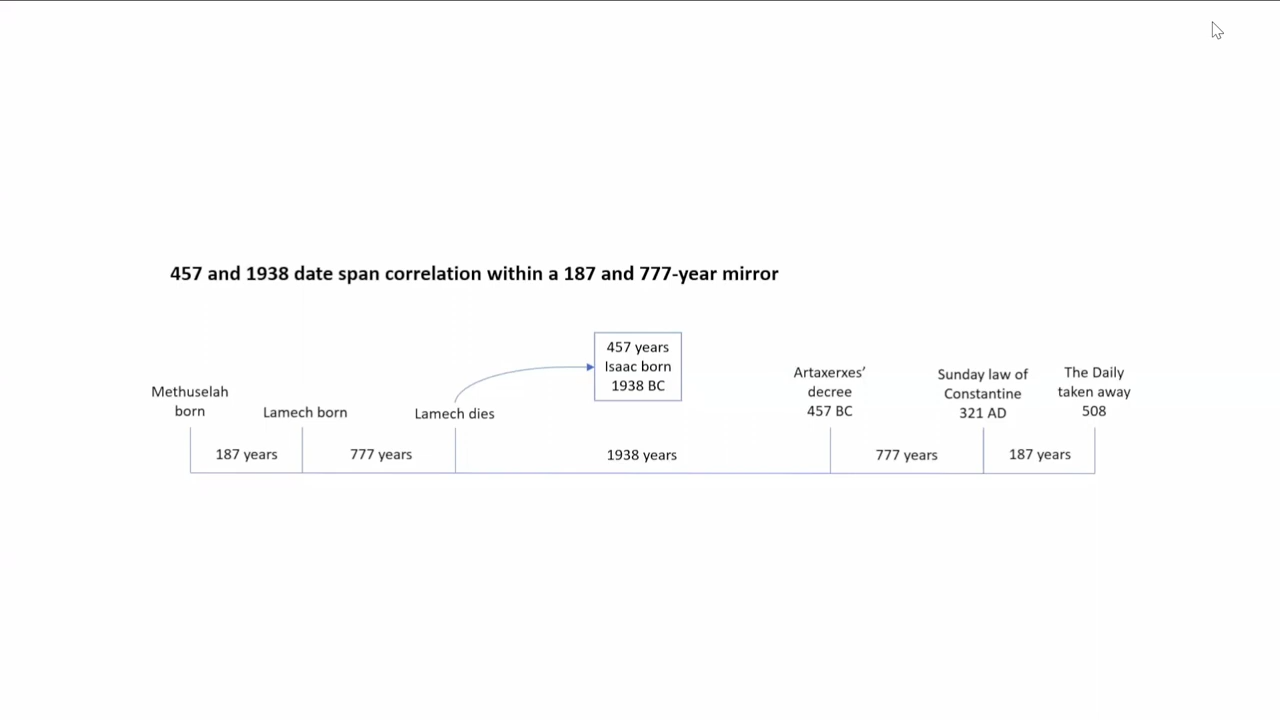 457 and 1938 date span correlation within a 187 and 777-year mirror
457 years
Isaac born
1938 BC
Methuselah
born
Lamech born
Lamech dies
Artaxerxes’
decree
457 BC
Sunday law of
Constantine
321 AD
The Daily
taken away
508
187 years
777 years
1938 years
777 years
187 years